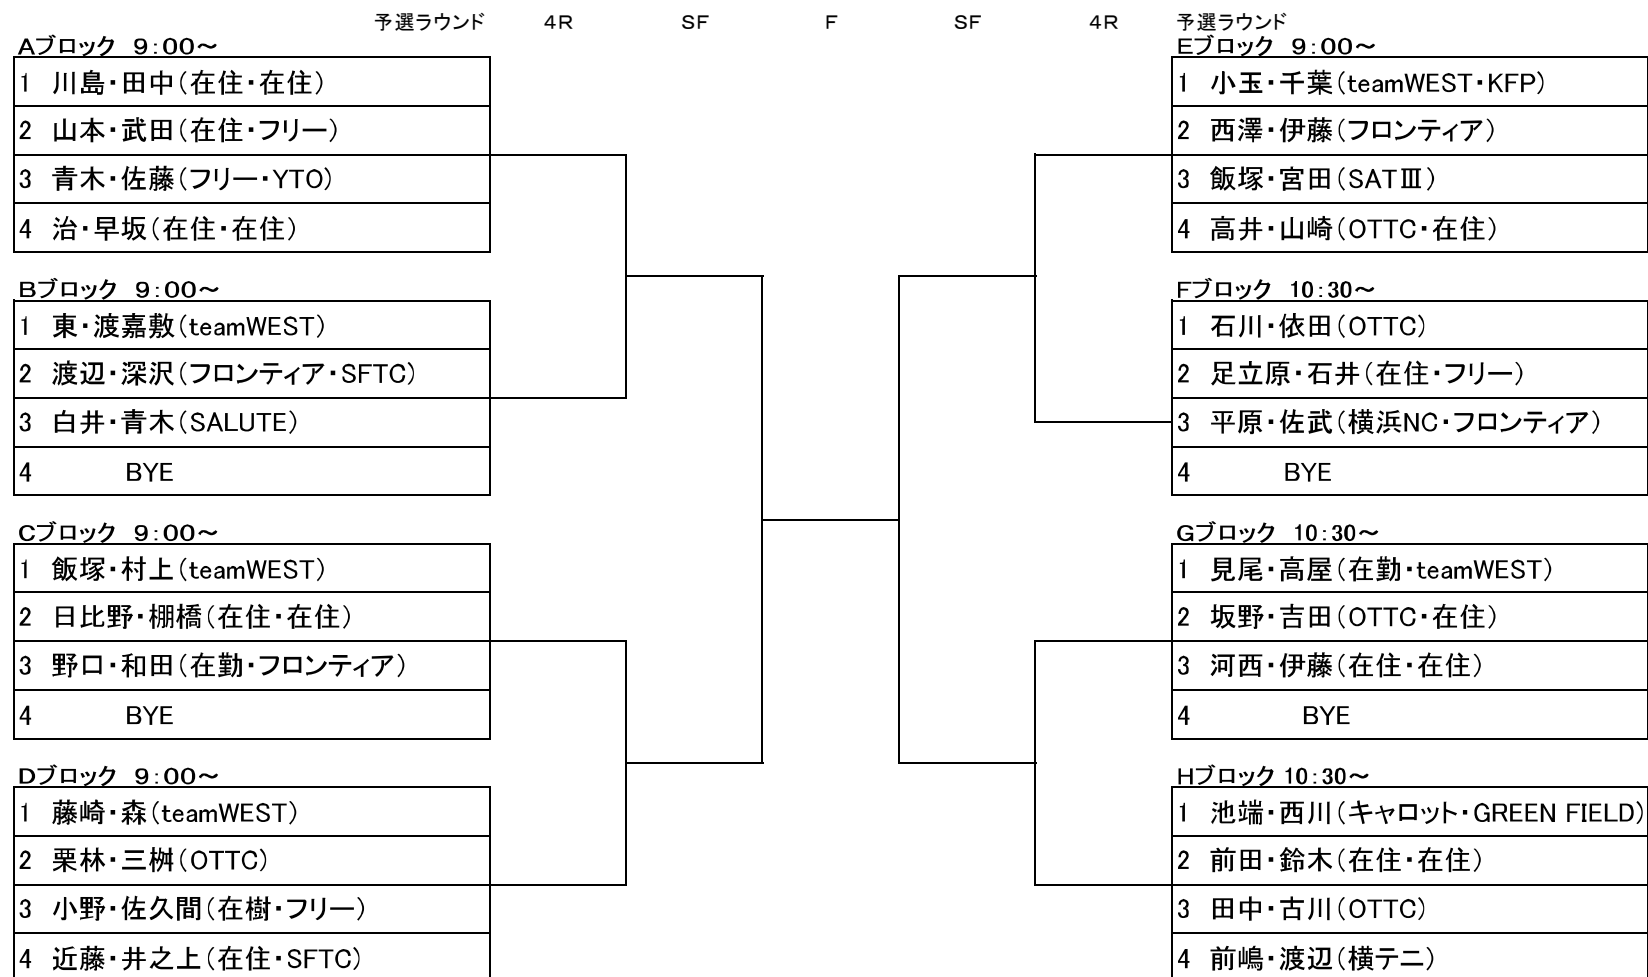 予選ラウンド 4R SF F SF 4R 予選ラウンド
Aブロック 9:00～
1 川島・田中(在住・在住)
2 山本・武田(在住・フリー)
3 青木・佐藤(フリー・YTO)
4 治・早坂(在住・在住)
Bブロック 9:00～
1 東・渡嘉敷(teamWEST)
2 渡辺・深沢(フロンティア・SFTC)
3 白井・青木(SALUTE)
4 BYE
Cブロック 9:00～
1 飯塚・村上(teamWEST)
2 日比野・棚橋(在住・在住)
3 野口・和田(在勤・フロンティア)
4 BYE
Dブロック 9:00～
1 藤崎・森(teamWEST)
2 栗林・三桝(OTTC)
3 小野・佐久間(在樹・フリー)
4 近藤・井之上(在住・SFTC)
Eブロック 9:00～
1 小玉・千葉(teamWEST・KFP)
2 西澤・伊藤(フロンティア)
3 飯塚・宮田(SATⅢ)
4 高井・山崎(OTTC・在住)
Fブロック 10:30～
1 石川・依田(OTTC)
2 足立原・石井(在住・フリー)
3 平原・佐武(横浜NC・フロンティア)
4 BYE
Gブロック 10:30～
1 見尾・高屋(在勤・teamWEST)
2 坂野・吉田(OTTC・在住)
3 河西・伊藤(在住・在住)
4 BYE
Hブロック 10:30～
1 池端・西川(キャロット・GREEN FIELD)
2 前田・鈴木(在住・在住)
3 田中・古川(OTTC)
4 前嶋・渡辺(横テニ)